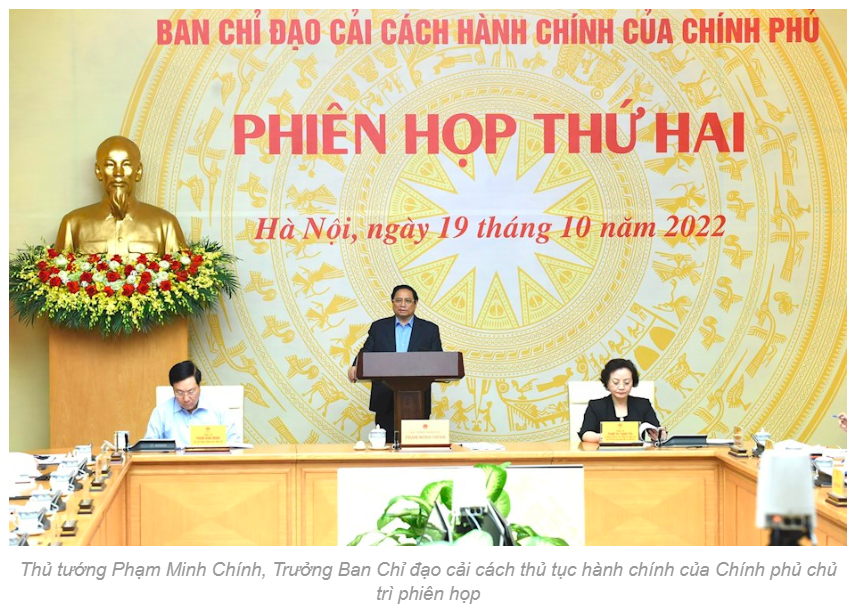 BAN CHỈ ĐẠO CẢI CÁCH HÀNH CHÍNH CỦA CHÍNH PHỦ
PHIÊN HỌP THỨ HAI
Hà Nội, ngày 19 tháng 10 năm 2022
Thủ tướng Phạm Minh Chính, Trưởng Ban Chỉ đạo cải cách thủ tục hành chính của Chính phủ chủ
trì phiên họp